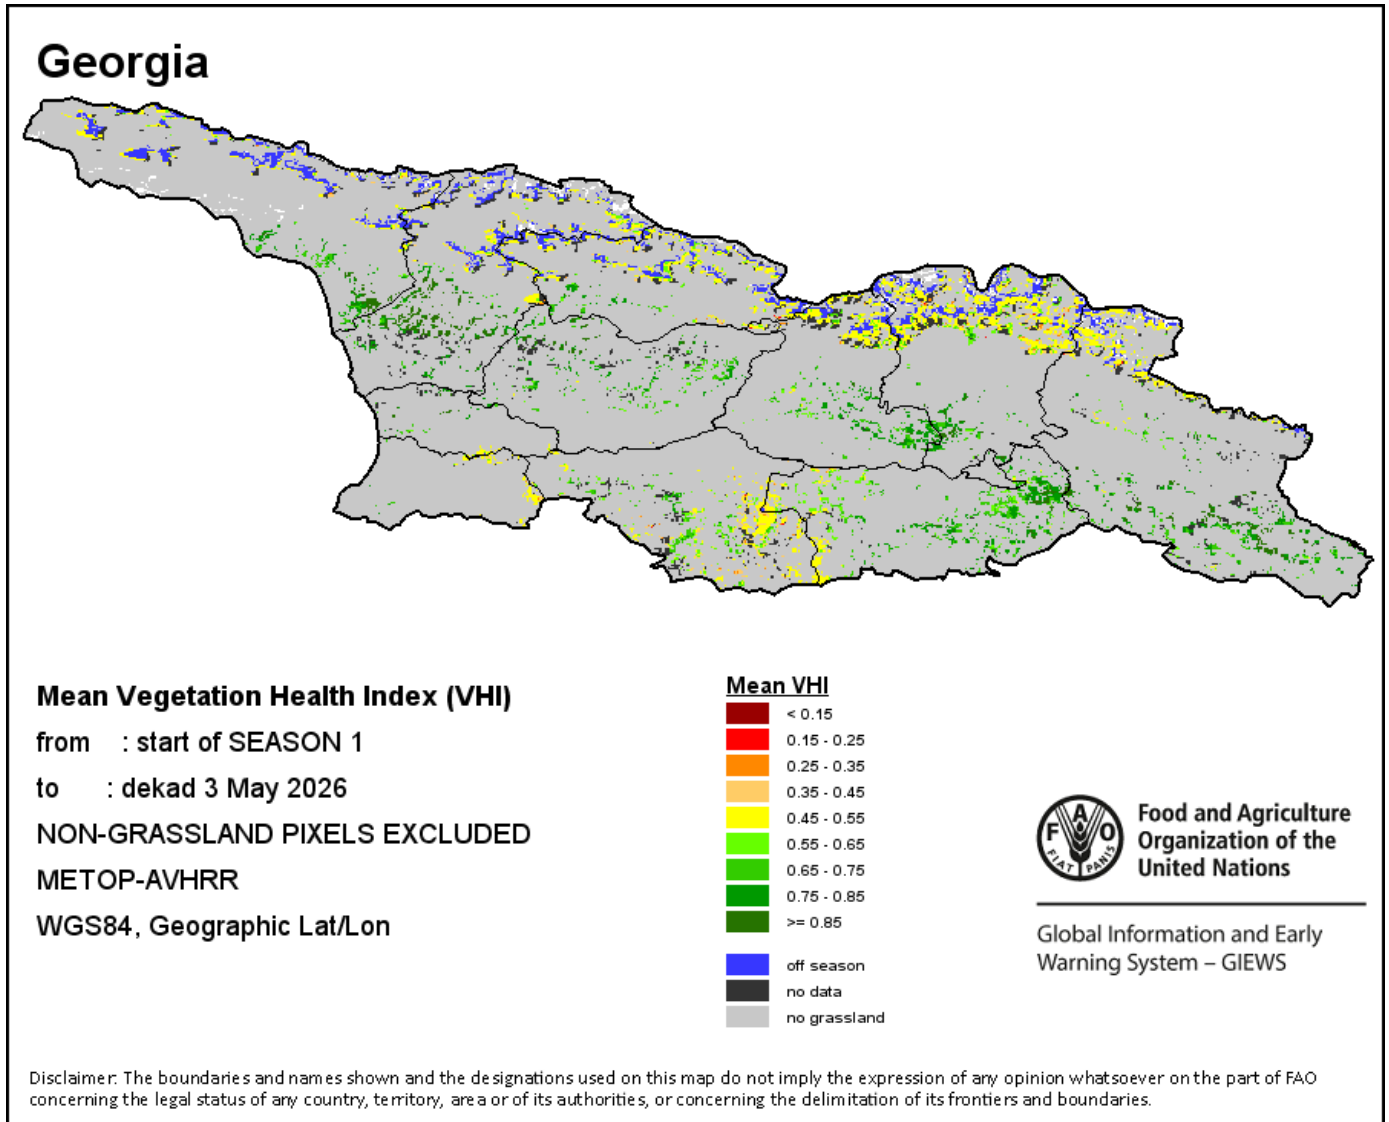 Georgia
Mean Vegetation Health Index (VHI)
from : start of SEASON 1
to : dekad 3 May 2026
NON-GRASSLAND PIXELS EXCLUDED
METOP-AVHRR
WGS84, Geographic Lat/Lon
Mean VHI
< 0.15
0.15 - 0.25
0.25 - 0.35
0.35 - 0.45
0.45 - 0.55
0.55 - 0.65
0.65 - 0.75
0.75 - 0.85
>= 0.85
off season
no data
no grassland
F A O
FIAT PANIS
Food and Agriculture
Organization of the
United Nations
Global Information and Early
Warning System – GIEWS
Disclaimer: The boundaries and names shown and the designations used on this map do not imply the expression of any opinion whatsoever on the part of FAO
concerning the legal status of any country, territory, area or of its authorities, or concerning the delimitation of its frontiers and boundaries.